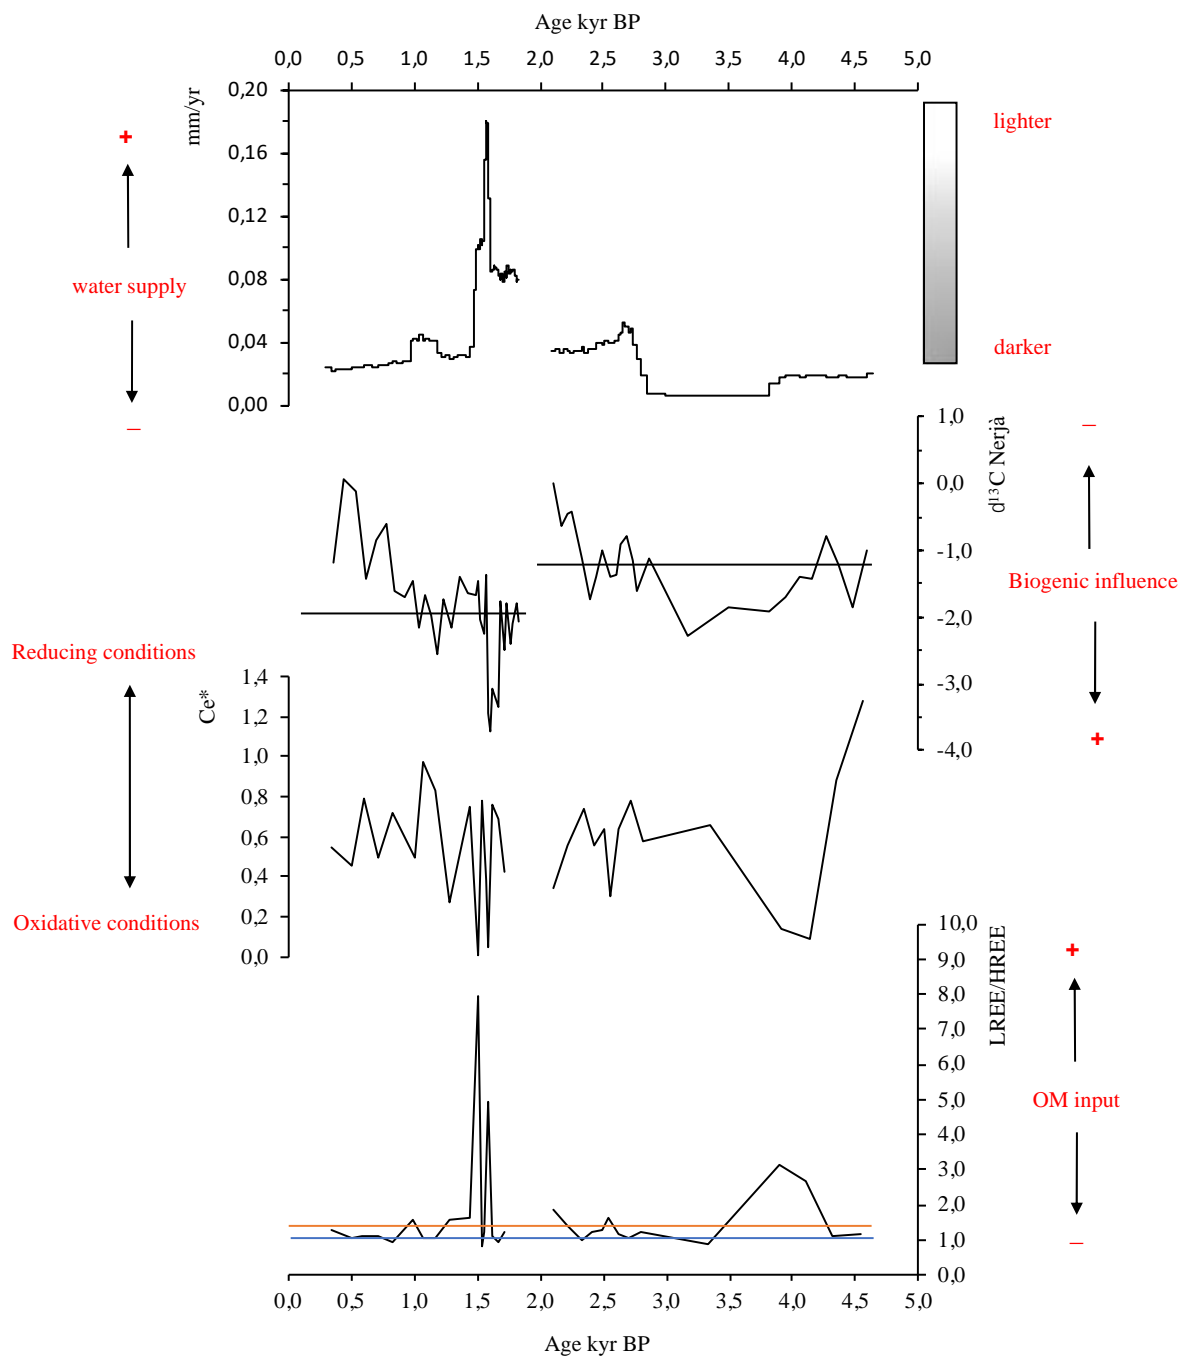 Age kyr BP
0,0 0,5 1,0 1,5 2,0 2,5 3,0 3,5 4,0 4,5 5,0
mm/yr
0,20
0,16
0,12
0,08
0,04
0,00
+
water supply
–
lighter
darker
d¹³C Nerjà
1,0
0,0
-1,0
-2,0
-3,0
-4,0
–
Biogenic influence
+
Reducing conditions
Oxidative conditions
Ce*
1,4
1,2
1,0
0,8
0,6
0,4
0,2
0,0
LREE/HREE
10,0
9,0
8,0
7,0
6,0
5,0
4,0
3,0
2,0
1,0
0,0
+
OM input
–
0,0 0,5 1,0 1,5 2,0 2,5 3,0 3,5 4,0 4,5 5,0
Age kyr BP